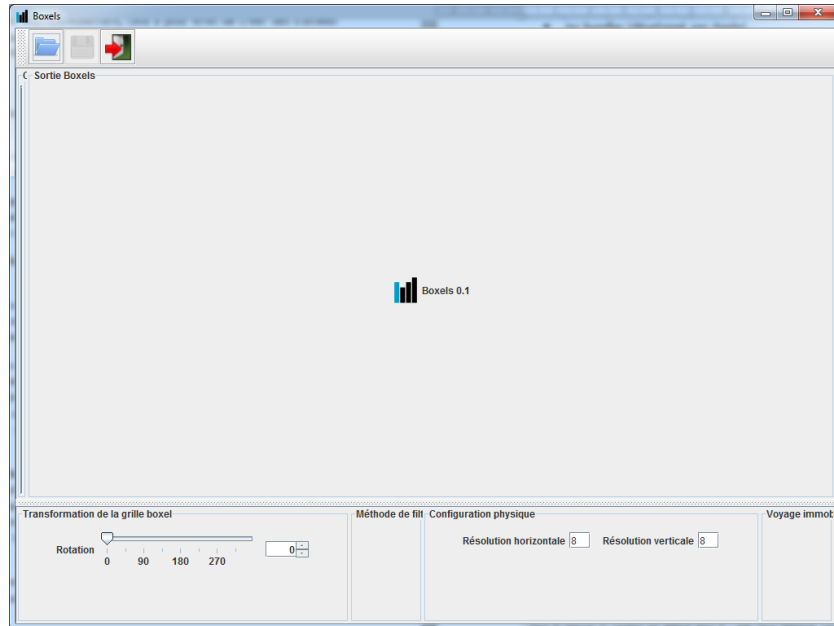 Boxels
Sortie Boxels
Boxels 0.1
Transformation de la grille boxel
Méthode de filt
Configuration physique
Voyage immob
Rotation
0
0 90 180 270
Résolution horizontale 8 Résolution verticale 8